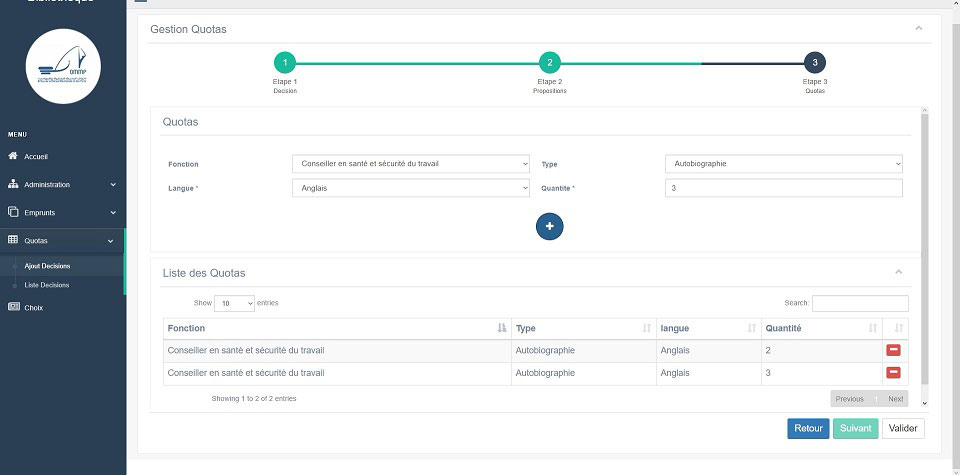 Bibliothèque
OMMP
MENU
Accueil
Administration
Emprunts
Quotas
Ajout Decisions
Liste Decisions
Choix
Gestion Quotas
1
2
3
Etape 1
Etape 2
Etape 3
Decision
Propositions
Quotas
Quotas
Fonction
Conseiller en santé et sécurité du travail
Type
Autobiographie
Langue *
Anglais
Quantite *
3
Liste des Quotas
Show 10 entries
Search:
Fonction Type langue Quantité
Conseiller en santé et sécurité du travail Autobiographie Anglais 2
Conseiller en santé et sécurité du travail Autobiographie Anglais 3
Showing 1 to 2 of 2 entries
Previous 1 Next
Retour Suivant Valider